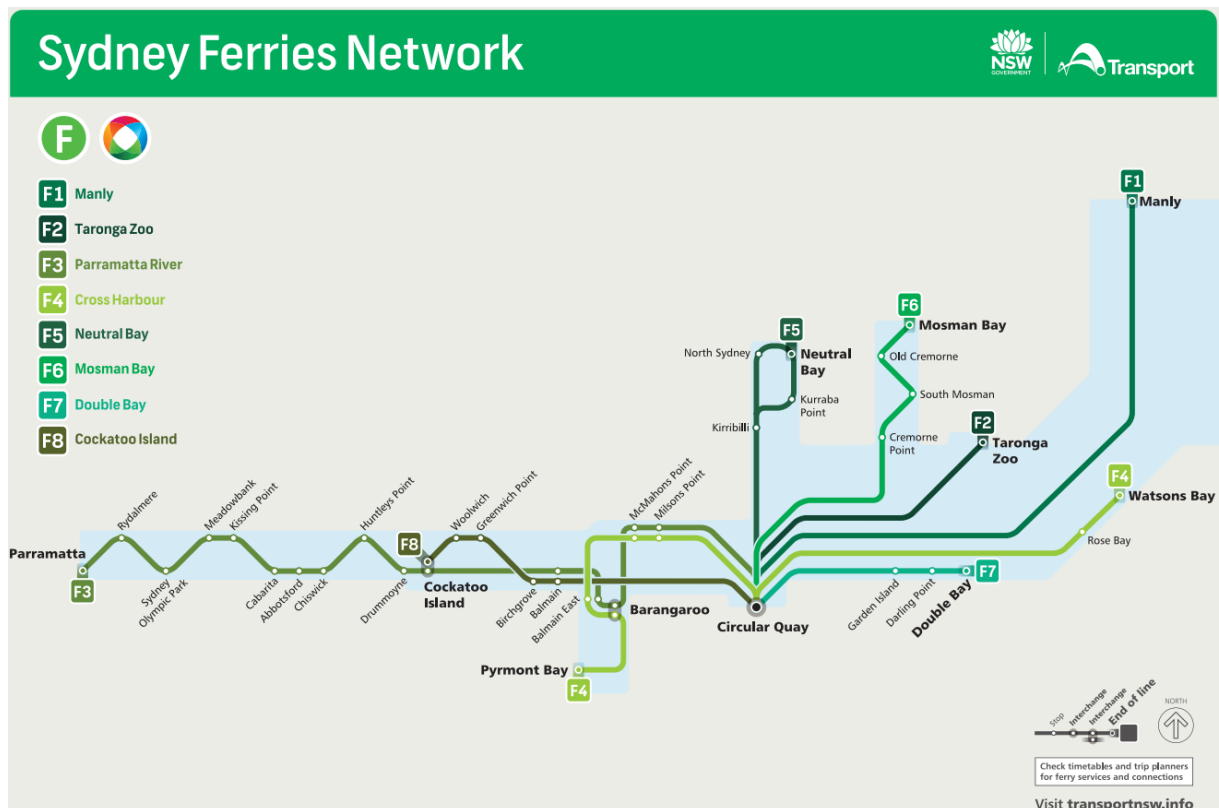 Sydney Ferries Network
NSW
GOVERNMENT
Transport
F
F1 Manly
F2 Taronga Zoo
F3 Parramatta River
F4 Cross Harbour
F5 Neutral Bay
F6 Mosman Bay
F7 Double Bay
F8 Cockatoo Island
F1
Manly
F6
Mosman Bay
F5
North Sydney
Neutral
Bay
Old Cremorne
South Mosman
Kurraba
Point
Kirribilli
Cremorne
Point
F2
Taronga
Zoo
F4
Watsons Bay
Rose Bay
Parramatta
F3
Rydalmere
Sydney
Olympic Park
Meadowbank
Kissing Point
Cabarita
Abbotsford
Chiswick
Huntleys Point
Drummoyne
F8
Cockatoo
Island
Woolwich
Greenwich Point
Birchgrove
Balmain
Balmain East
McMahons Point
Milsons Point
Barangaroo
Pyrmont Bay
F4
Circular Quay
Garden Island
Darling Point
Double Bay
F7
Stop
Interchange
Interchange
End of line
NORTH
Check timetables and trip planners
for ferry services and connections
Visit transportnsw.info